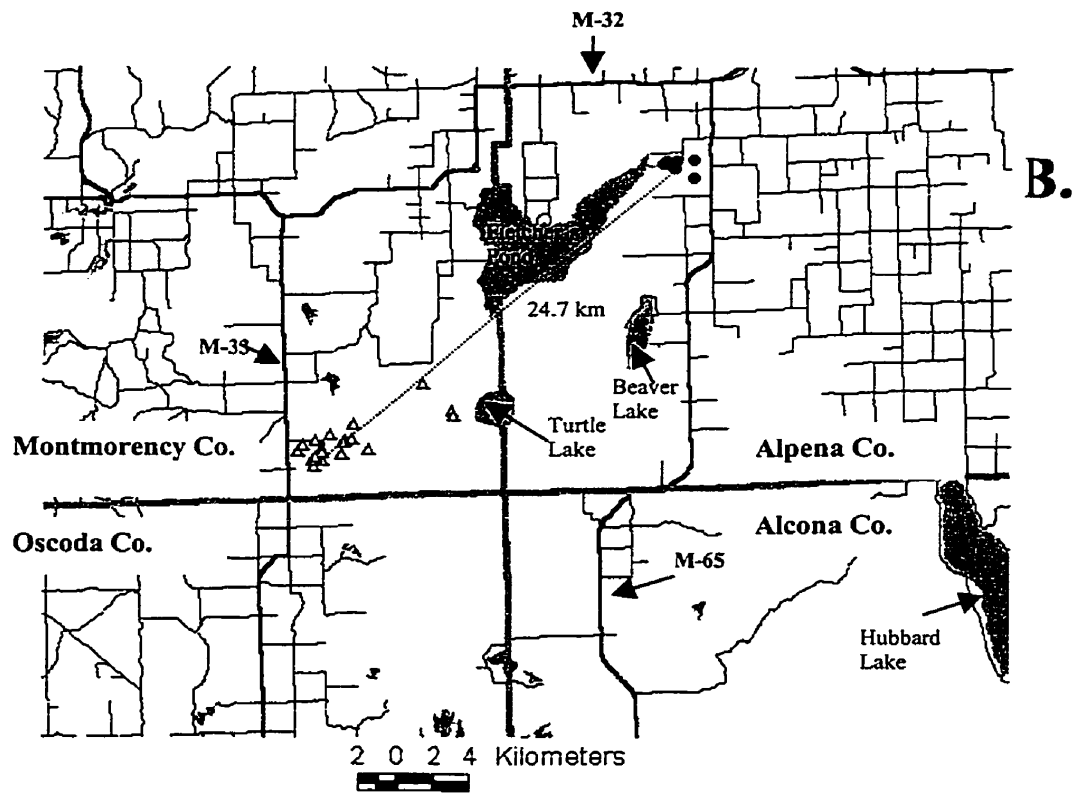 M-32
B.
Fletcher
Pond
24.7 km
M-33
Beaver
Lake
Turtle
Lake
Montmorency Co.
Alpena Co.
Oscoda Co.
Alcona Co.
M-65
Hubbard
Lake
2 0 2 4 Kilometers